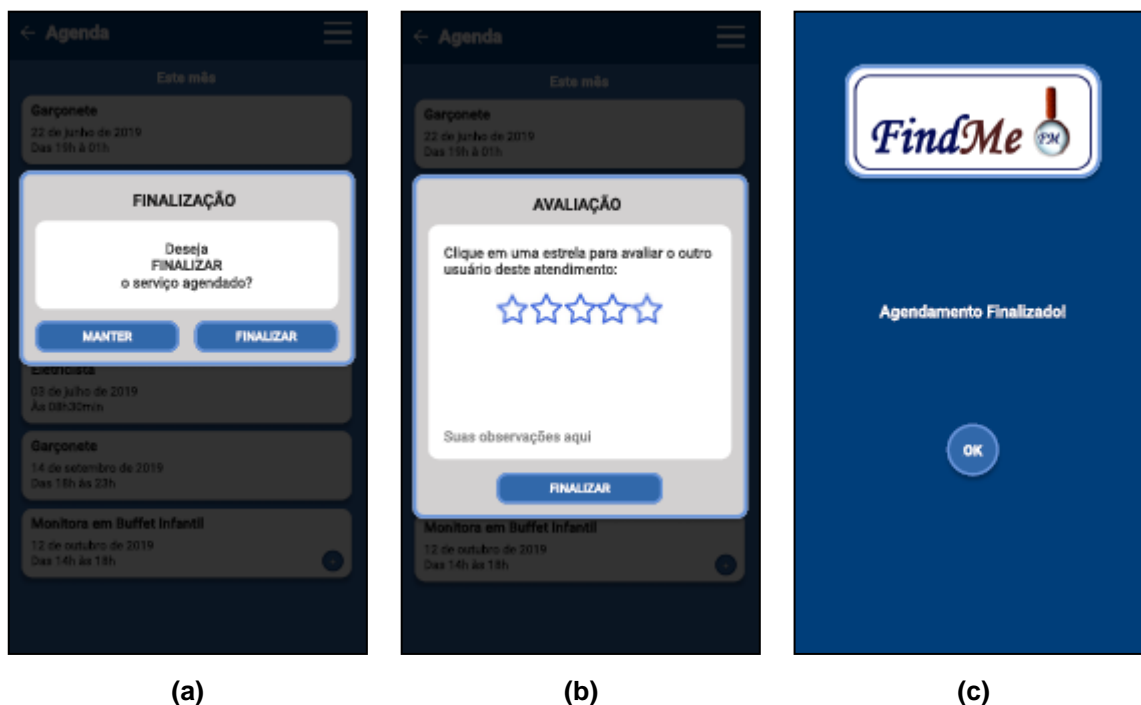 ← Agenda
Este mês
Garçonete
22 de junho de 2019
Das 19h à 01h
FINALIZAÇÃO
Deseja
FINALIZAR
o serviço agendado?
MANTER
FINALIZAR
Eletricista
03 de julho de 2019
Às 08h30min
Garçonete
14 de setembro de 2019
Das 18h às 23h
Monitora em Buffet Infantil
12 de outubro de 2019
Das 14h às 18h
(a)
← Agenda
Este mês
Garçonete
22 de junho de 2019
Das 19h à 01h
AVALIAÇÃO
Clique em uma estrela para avaliar o outro
usuário deste atendimento:
Suas observações aqui
FINALIZAR
Monitora em Buffet Infantil
12 de outubro de 2019
Das 14h às 18h
(b)
FindMe
FM
Agendamento Finalizado!
OK
(c)